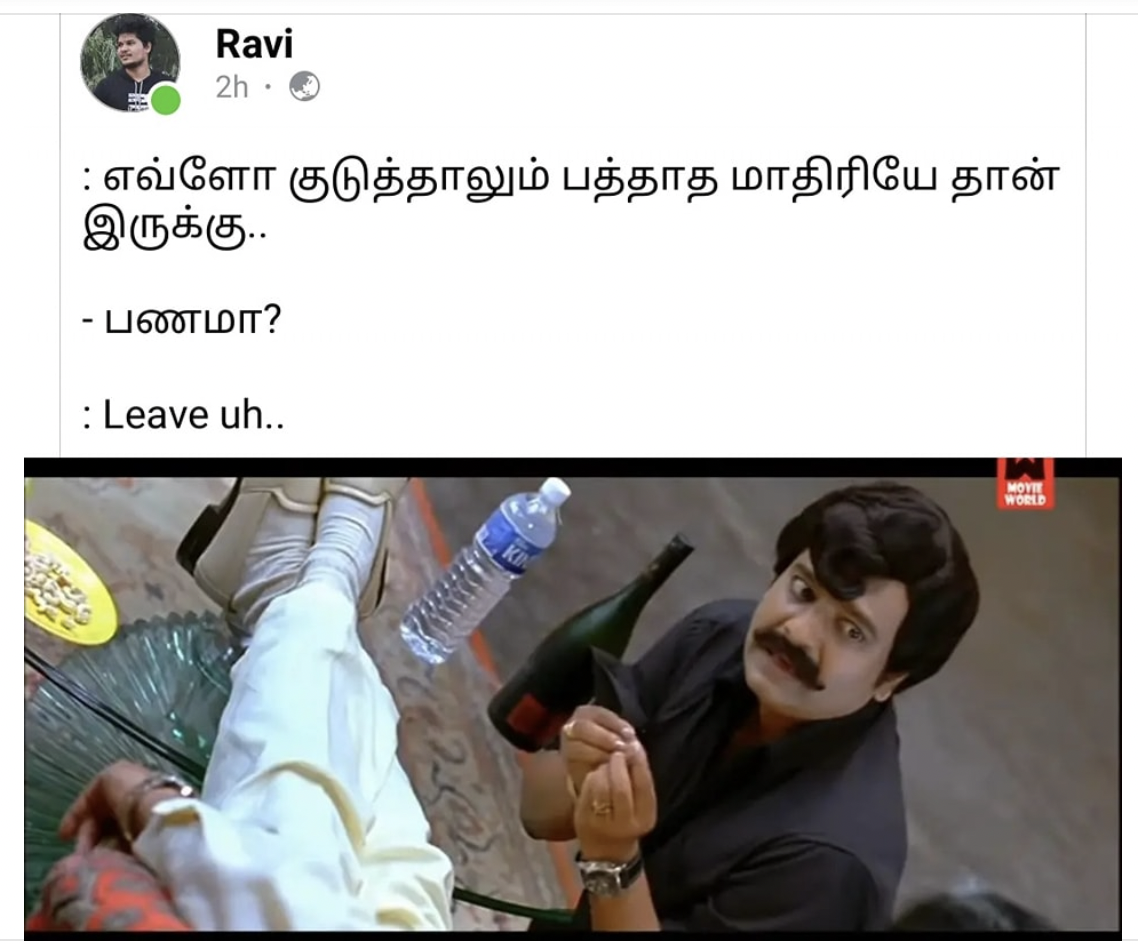 Ravi
2h ·
: எவ்ளோ குடுத்தாலும் பத்தாத மாதிரியே தான்
இருக்கு..
- பணமா?
: Leave uh..
MOVIE
WORLD